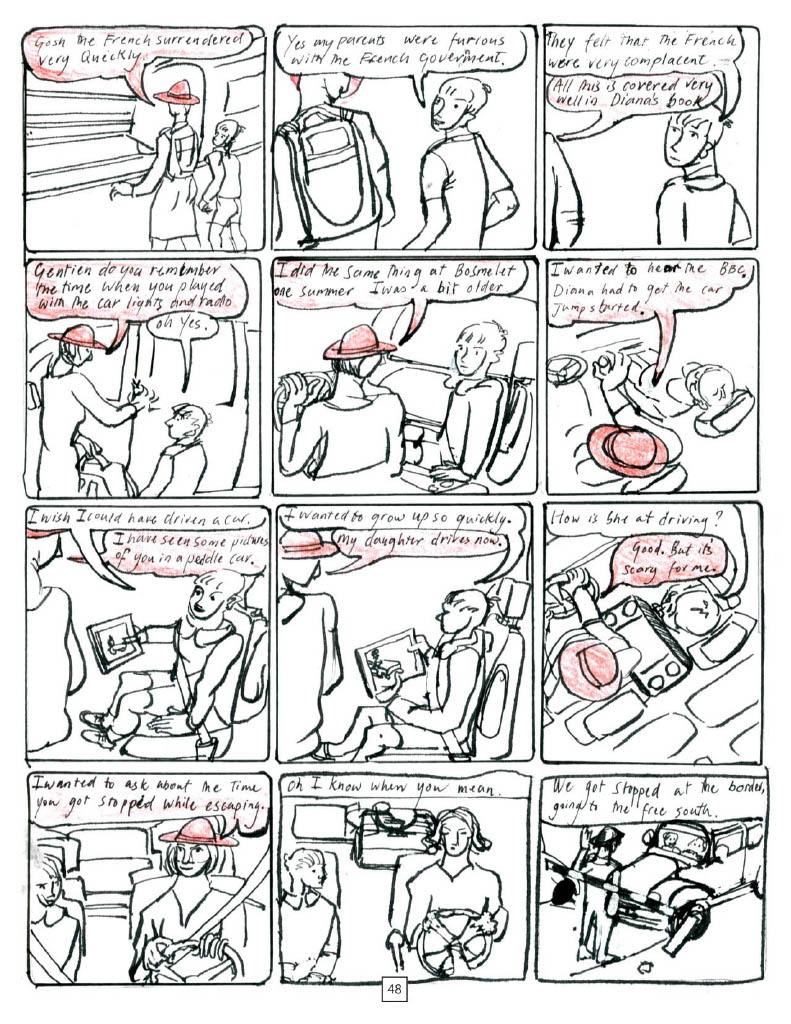 Gosh the French surrendered
very Quickly.
Yes my parents were furious
with the French goverment.
They felt that the French
were very complacent.
All this is covered very
well in Diana's book
Gentien do you remember
the time when you played
with the car lights and radio
oh Yes.
I did the same thing at Bosmelet
one summer I was a bit older
I wanted to hear the BBC.
Diana had to get the car
jump started.
I wish I could have driven a car.
I have seen some pictures
of you in a peddle car.
I wanted to grow up so quickly.
My daughter drives now.
How is she at driving?
Good. But it's
scary for me.
I wanted to ask about the time
you got stopped while escaping.
Oh I know when you mean.
We got stopped at the border,
going to the free south.
48